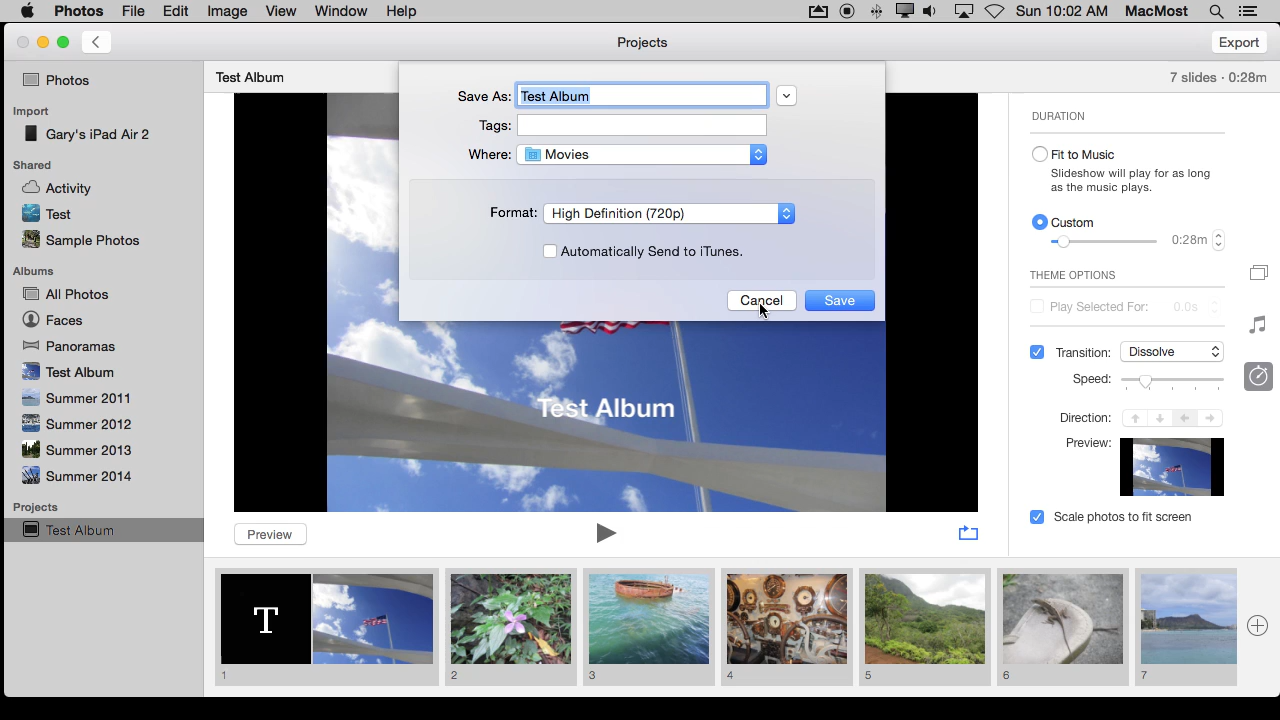 Photos File Edit Image View Window Help Sun 10:02 AM MacMost
Projects
Export
Photos
Import
Gary's iPad Air 2
Shared
Activity
Test
Sample Photos
Albums
All Photos
Faces
Panoramas
Test Album
Summer 2011
Summer 2012
Summer 2013
Summer 2014
Projects
Test Album
Test Album
7 slides · 0:28m
Save As: Test Album
Tags:
Where: Movies
Format: High Definition (720p)
Automatically Send to iTunes.
Cancel Save
Test Album
Preview
DURATION
Fit to Music
Slideshow will play for as long
as the music plays.
Custom
0:28m
THEME OPTIONS
Play Selected For: 0.0s
Transition: Dissolve
Speed:
Direction:
Preview:
Scale photos to fit screen
T
1 2 3 4 5 6 7